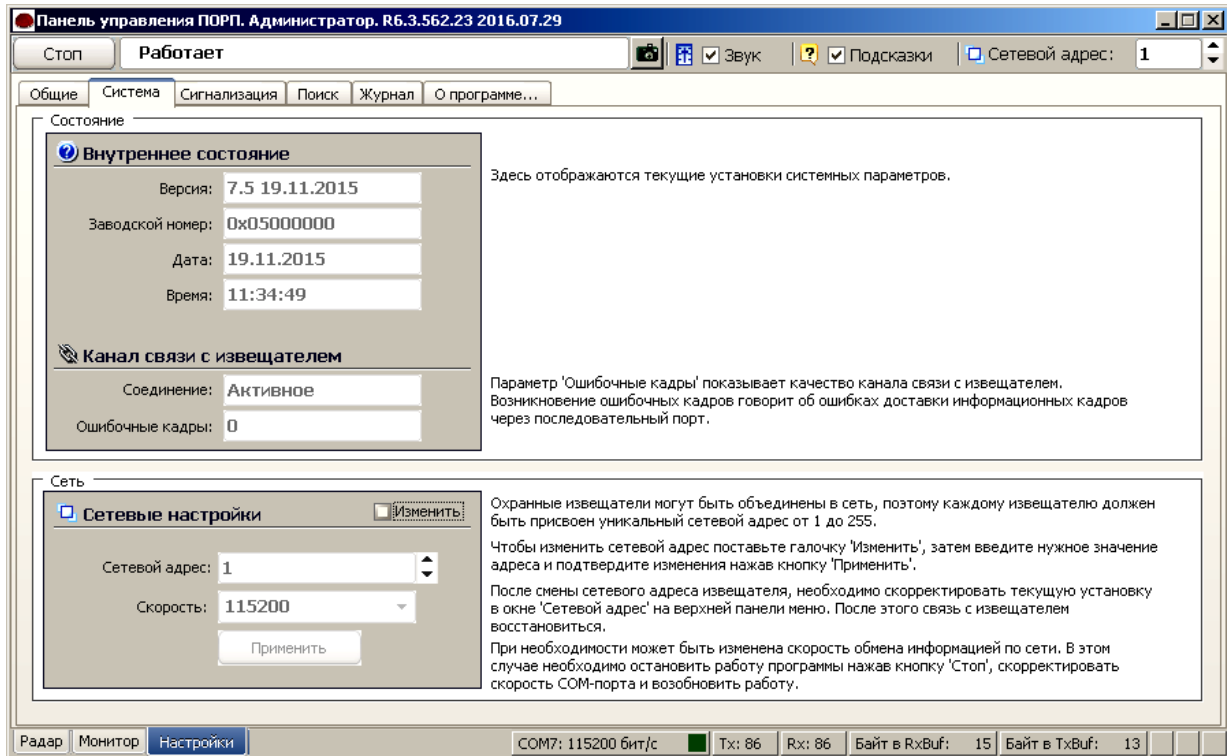 Панель управления ПОРП. Администратор. R6.3.562.23 2016.07.29
Стоп Работает Звук Подсказки Сетевой адрес: 1
Общие Система Сигнализация Поиск Журнал О программе...
Состояние
Внутреннее состояние
Здесь отображаются текущие установки системных параметров.
Версия: 7.5 19.11.2015
Заводской номер: 0x05000000
Дата: 19.11.2015
Время: 11:34:49
Канал связи с извещателем
Соединение: Активное
Ошибочные кадры: 0
Параметр 'Ошибочные кадры' показывает качество канала связи с извещателем.
Возникновение ошибочных кадров говорит об ошибках доставки информационных кадров
через последовательный порт.
Сеть
Сетевые настройки Изменить
Сетевой адрес: 1
Скорость: 115200
Применить
Охранные извещатели могут быть объединены в сеть, поэтому каждому извещателю должен
быть присвоен уникальный сетевой адрес от 1 до 255.
Чтобы изменить сетевой адрес поставьте галочку 'Изменить', затем введите нужное значение
адреса и подтвердите изменения нажав кнопку 'Применить'.
После смены сетевого адреса извещателя, необходимо скорректировать текущую установку
в окне 'Сетевой адрес' на верхней панели меню. После этого связь с извещателем
восстановиться.
При необходимости может быть изменена скорость обмена информацией по сети. В этом
случае необходимо остановить работу программы нажав кнопку 'Стоп', скорректировать
скорость COM-порта и возобновить работу.
Радар Монитор Настройки COM7: 115200 бит/с Tx: 86 Rx: 86 Байт в RxBuf: 15 Байт в TxBuf: 13